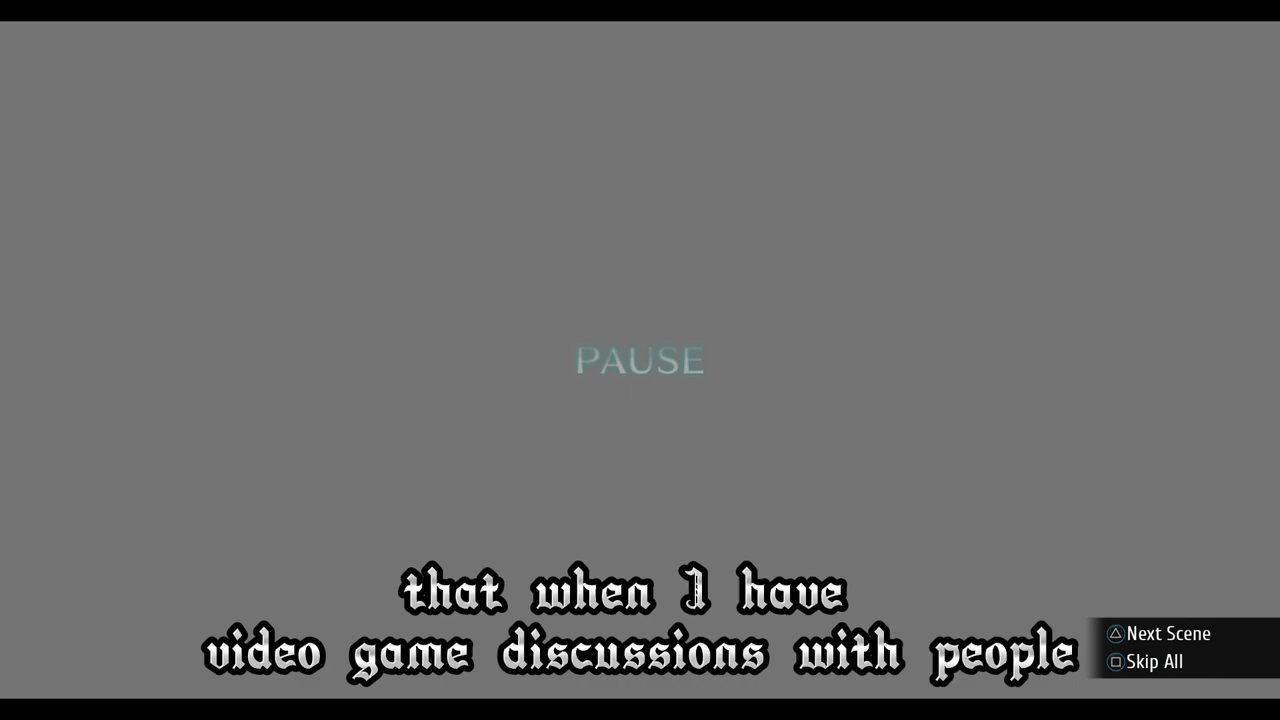 PAUSE
that when I have
video game discussions with people
Next Scene
Skip All